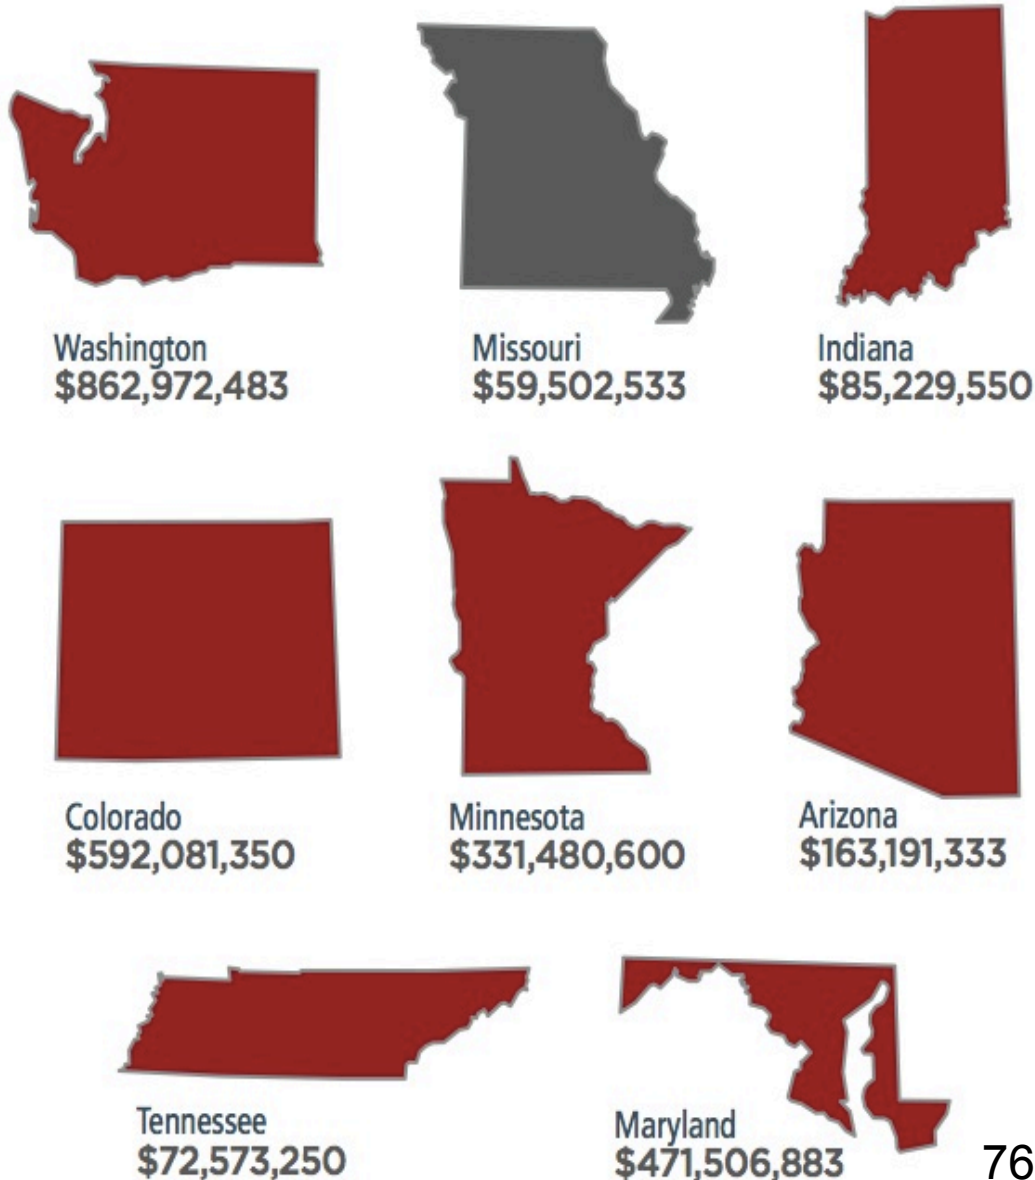 Washington
$862,972,483
Missouri
$59,502,533
Indiana
$85,229,550
Colorado
$592,081,350
Minnesota
$331,480,600
Arizona
$163,191,333
Tennessee
$72,573,250
Maryland
$471,506,883
76